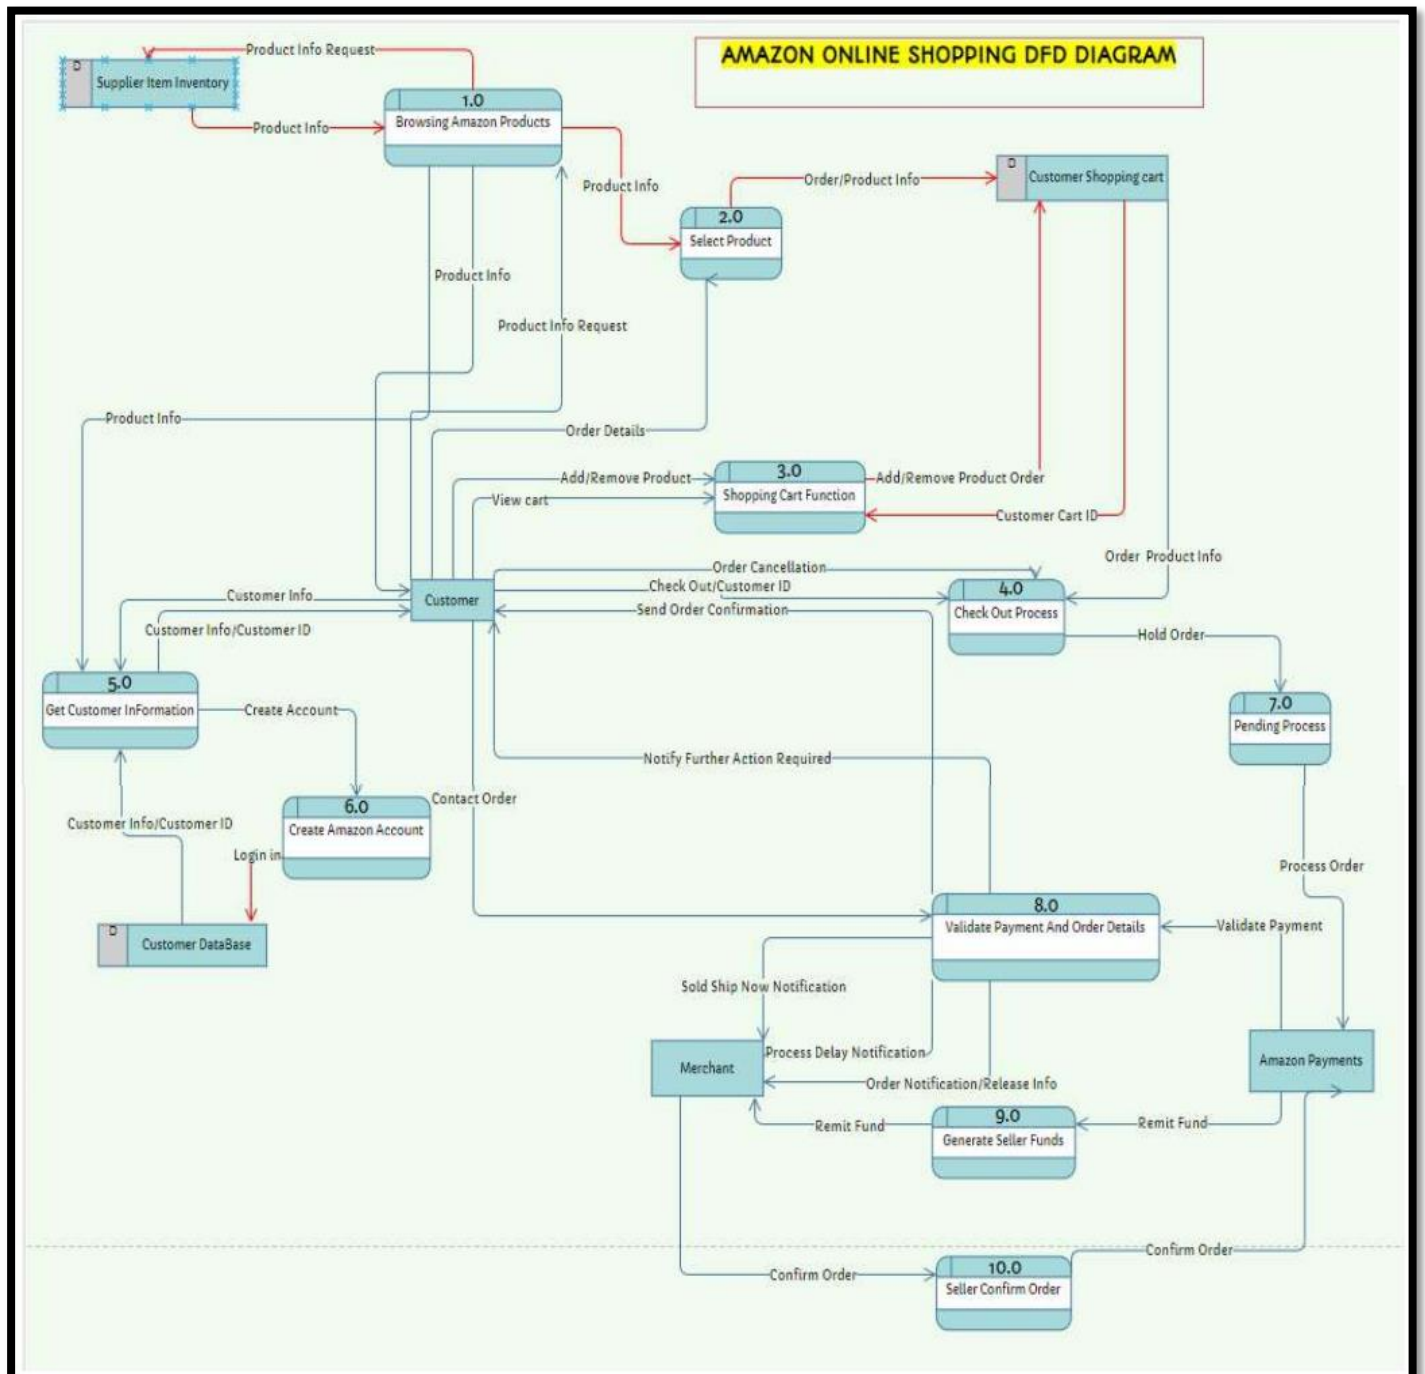 AMAZON ONLINE SHOPPING DFD DIAGRAM
Product Info Request
D
Supplier Item Inventory
1.0
Browsing Amazon Products
Product Info
Product Info
Order/Product Info
D
Customer Shopping cart
2.0
Select Product
Product Info
Product Info Request
Product Info
Order Details
Add/Remove Product
View cart
3.0
Shopping Cart Function
Add/Remove Product Order
Customer Cart ID
Order Product Info
Order Cancellation
Check Out/Customer ID
Send Order Confirmation
4.0
Check Out Process
Customer Info
Customer
Customer Info/Customer ID
Hold Order
5.0
Get Customer InFormation
Create Account
7.0
Pending Process
Notify Further Action Required
Contact Order
6.0
Create Amazon Account
Customer Info/Customer ID
Login in
Process Order
D
Customer DataBase
8.0
Validate Payment And Order Details
Validate Payment
Sold Ship Now Notification
Process Delay Notification
Merchant
Amazon Payments
Order Notification/Release Info
Remit Fund
9.0
Generate Seller Funds
Remit Fund
Confirm Order
Confirm Order
10.0
Seller Confirm Order